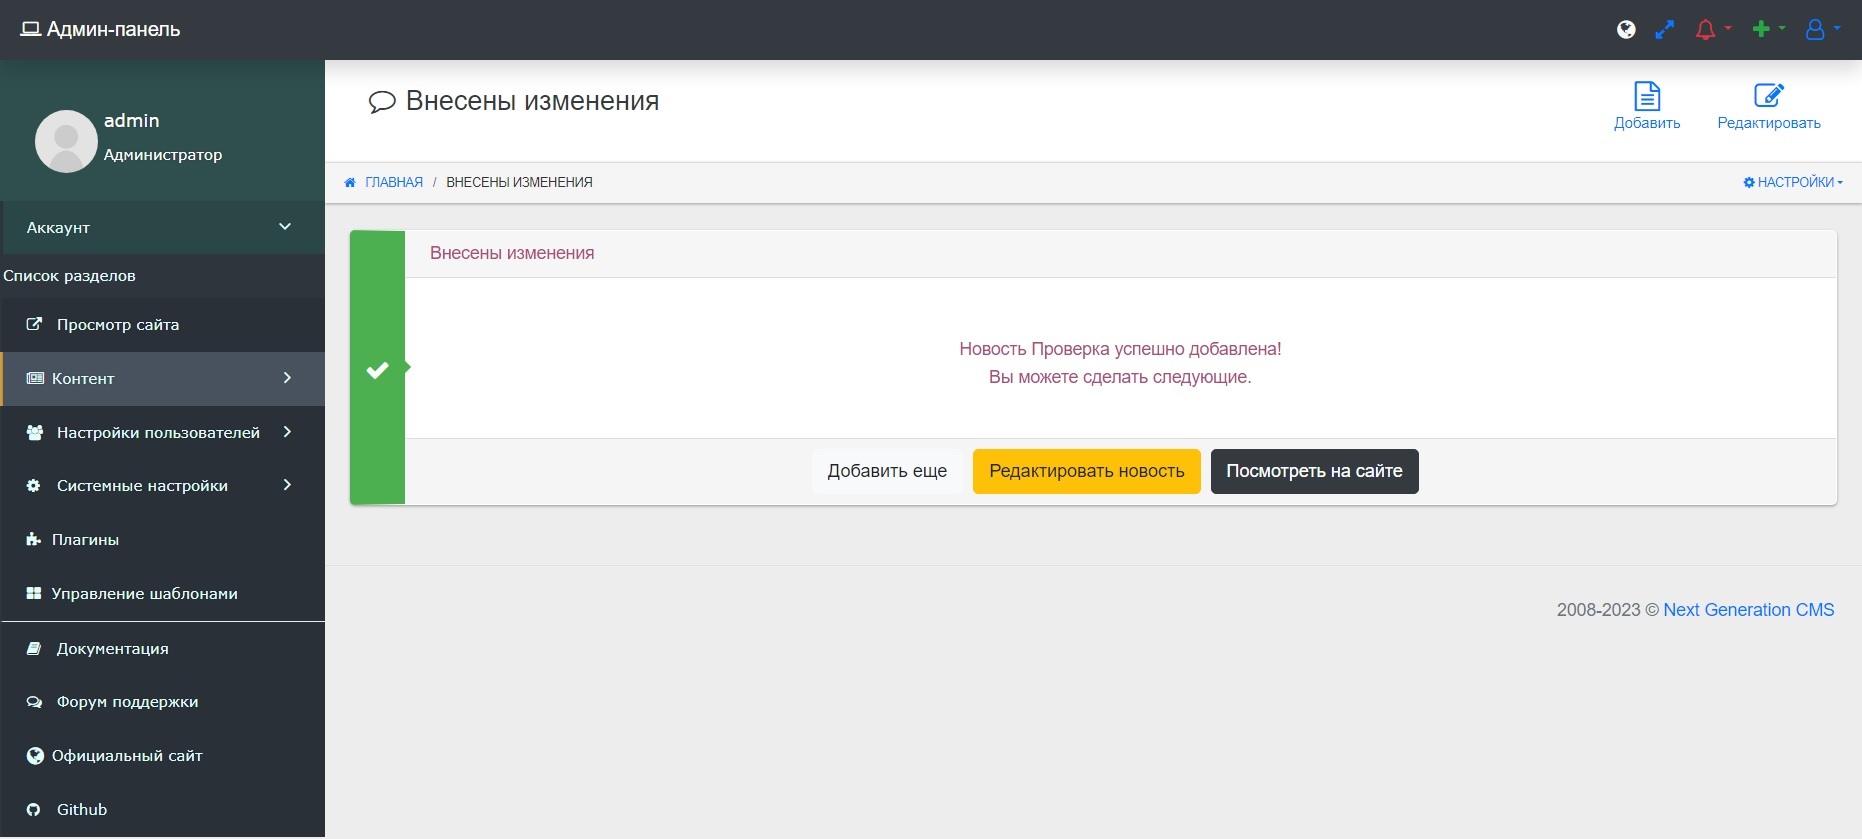 Админ-панель
admin
Администратор
Аккаунт
Список разделов
Просмотр сайта
Контент
Настройки пользователей
Системные настройки
Плагины
Управление шаблонами
Документация
Форум поддержки
Официальный сайт
Github
Внесены изменения
Добавить
Редактировать
ГЛАВНАЯ / ВНЕСЕНЫ ИЗМЕНЕНИЯ
НАСТРОЙКИ
Внесены изменения
Новость Проверка успешно добавлена!
Вы можете сделать следующие.
Добавить еще
Редактировать новость
Посмотреть на сайте
2008-2023 © Next Generation CMS